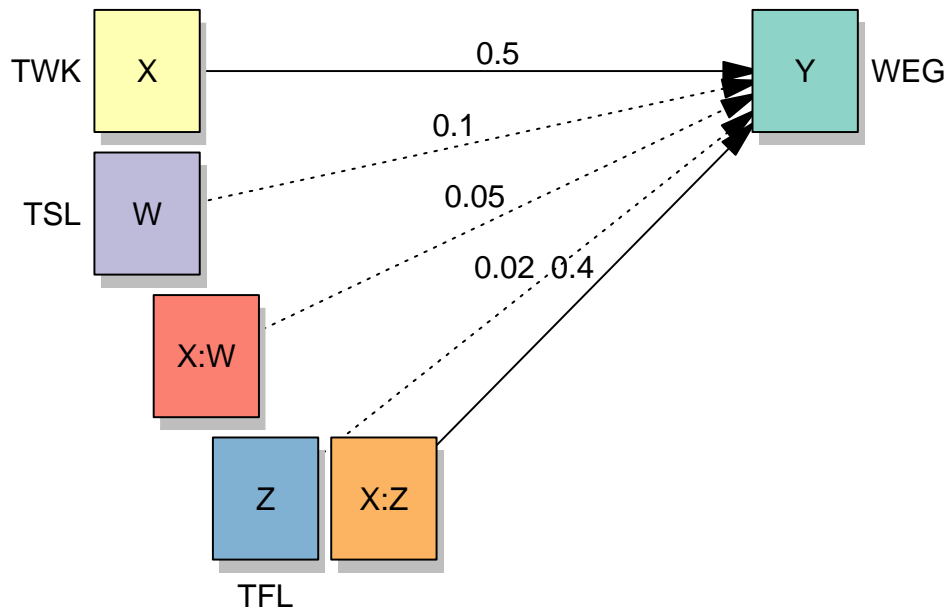 TWK X 0.5 Y WEG
0.1
TSL W 0.05
0.02 0.4
X:W
Z X:Z
TFL